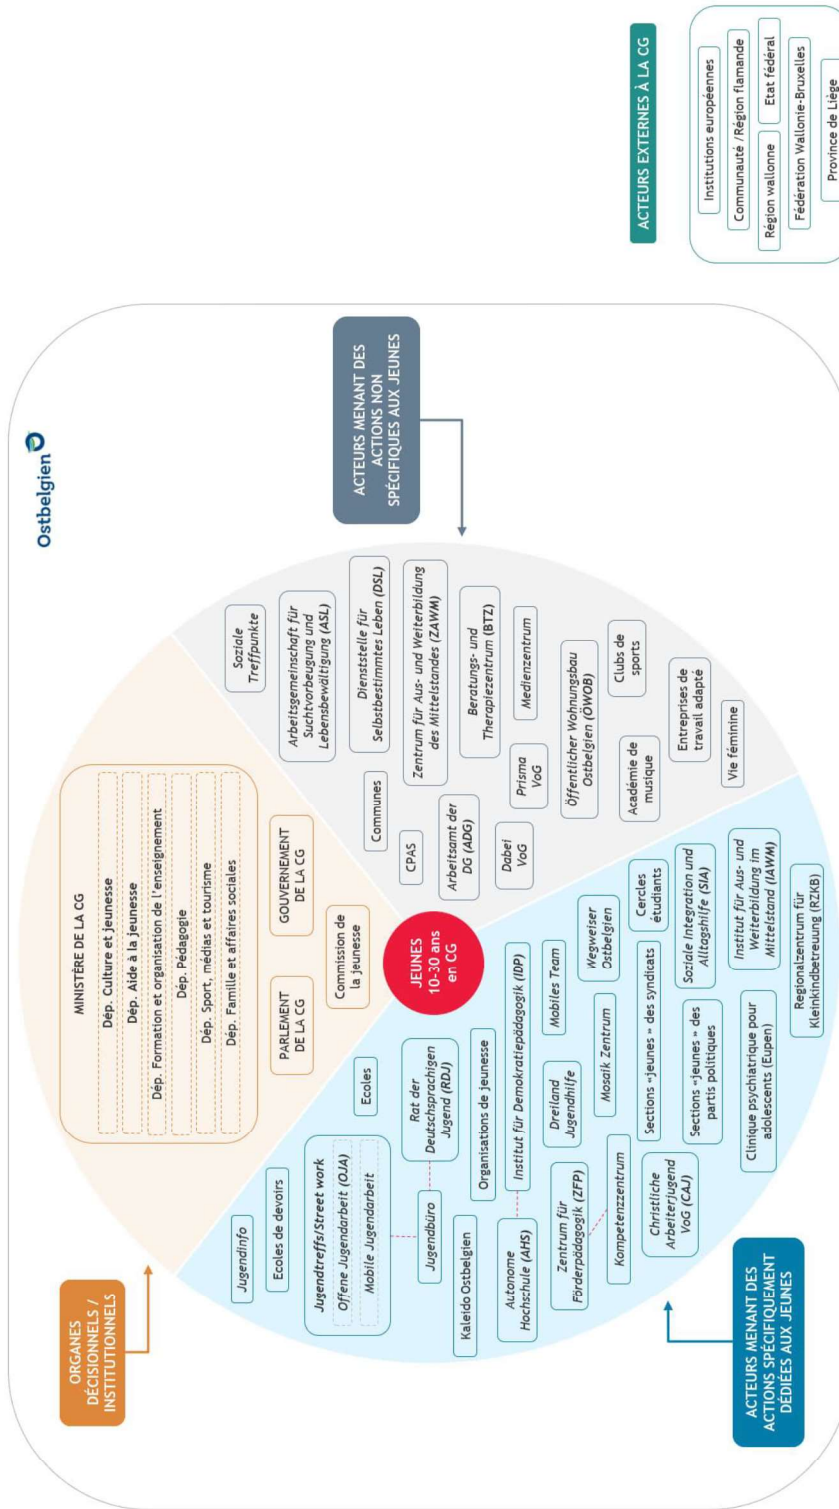 Ostbelgien
ORGANES
DÉCISIONNELS /
INSTITUTIONNELS
MINISTÈRE DE LA CG
Dép. Culture et jeunesse
Dép. Aide à la jeunesse
Dép. Formation et organisation de l'enseignement
Dép. Pédagogie
Dép. Sport, médias et tourisme
Dép. Famille et affaires sociales
PARLEMENT
DE LA CG
GOUVERNEMENT
DE LA CG
Commission de
la jeunesse
JEUNES
10-30 ans
en CG
ACTEURS MENANT DES
ACTIONS NON
SPÉCIFIQUES AUX JEUNES
Soziale
Treffpunkte
Arbeitsgemeinschaft für
Suchtvorbeugung und
Lebensbewältigung (ASL)
Dienststelle für
Selbstbestimmtes Leben (DSL)
Communes
CPAS
Zentrum für Aus- und Weiterbildung
des Mittelstandes (ZAWM)
Arbeitsamt der
DG (ADG)
Beratungs- und
Therapiezentrum (BTZ)
Dabei
VoG
Prisma
VoG
Medienzentrum
Öffentlicher Wohnungsbau
Ostbelgien (ÖWOB)
Clubs de
sports
Académie de
musique
Entreprises de
travail adapté
Vie féminine
ACTEURS MENANT DES
ACTIONS SPÉCIFIQUEMENT
DÉDIÉES AUX JEUNES
Jugendinfo
Ecoles de devoirs
Jugendtreffs/Street work
Offene Jugendarbeit (OJA)
Mobile Jugendarbeit
Ecoles
Jugendbüro
Rat der
Deutschsprachigen
Jugend (RDJ)
Kaleido Ostbelgien
Organisations de jeunesse
Autonome
Hochschule (AHS)
Institut für Demokratiepädagogik (IDP)
Zentrum für
Förderpädagogik (ZFP)
Dreiland
Jugendhilfe
Mobiles Team
Kompetenzzentrum
Mosaik Zentrum
Wegweiser
Ostbelgien
Christliche
Arbeiterjugend
VoG (CAJ)
Sections «jeunes » des syndicats
Cercles
étudiants
Sections «jeunes » des
partis politiques
Soziale Integration und
Alltagshilfe (SIA)
Clinique psychiatrique pour
adolescents (Eupen)
Institut für Aus- und
Weiterbildung im
Mittelstand (IAWM)
Regionalzentrum für
Kleinkindbetreuung (RZKB)
ACTEURS EXTERNES À LA CG
Institutions européennes
Communauté /Région flamande
Région wallonne
Etat fédéral
Fédération Wallonie-Bruxelles
Province de Liège